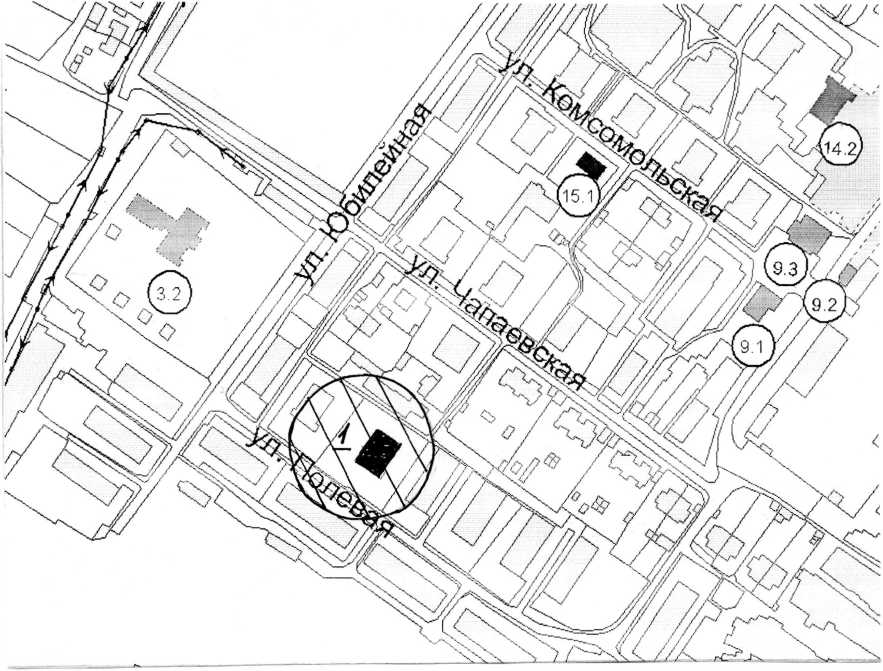 ул. Комсомольская
14.2
15.1
ул. Юбилейная
9.3
3.2
9.2
ул. Чапаевская
9.1
1
ул. Полевая